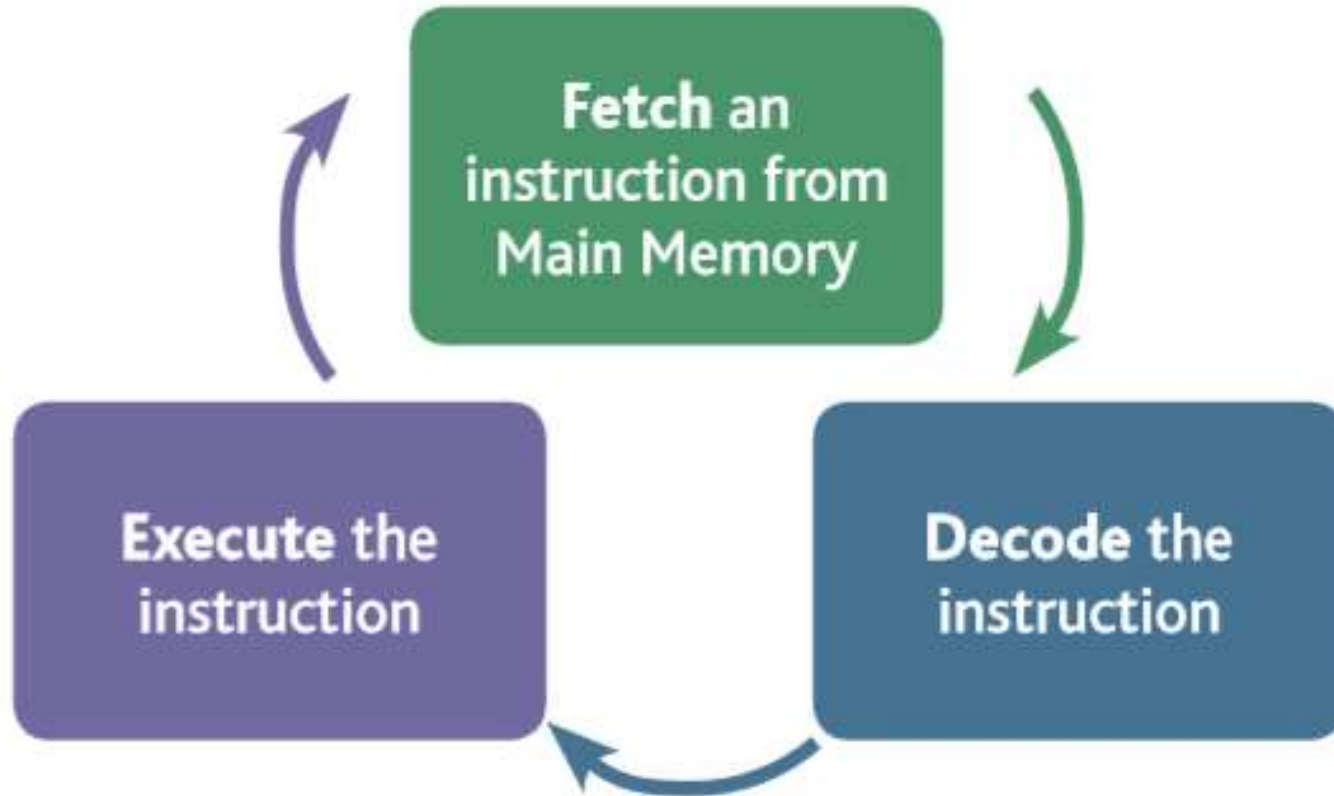 Fetch an
instruction from
Main Memory
Execute the
instruction
Decode the
instruction